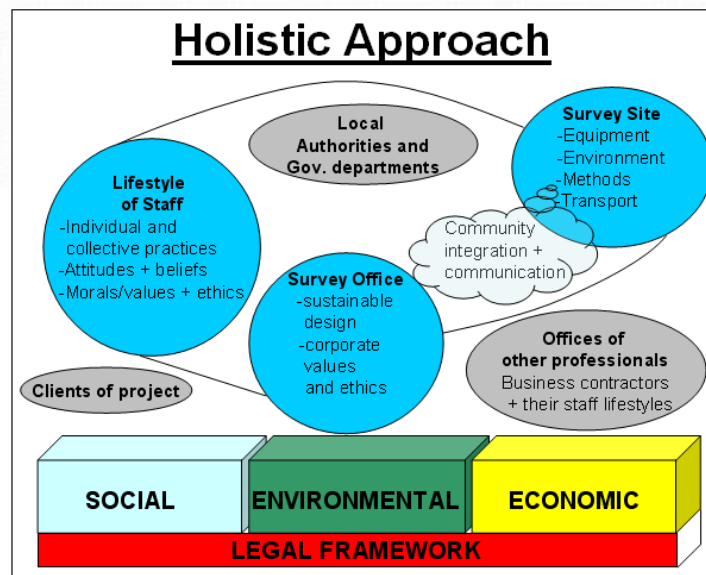 Holistic Approach
Local
Authorities and
Gov. departments
Survey Site
-Equipment
-Environment
-Methods
-Transport
Lifestyle
of Staff
-Individual and
collective practices
-Attitudes + beliefs
-Morals/values + ethics
Community
integration +
communication
Survey Office
-sustainable
design
-corporate
values
and ethics
Offices of
other professionals
Business contractors
+ their staff lifestyles
Clients of project
SOCIAL
ENVIRONMENTAL
ECONOMIC
LEGAL FRAMEWORK